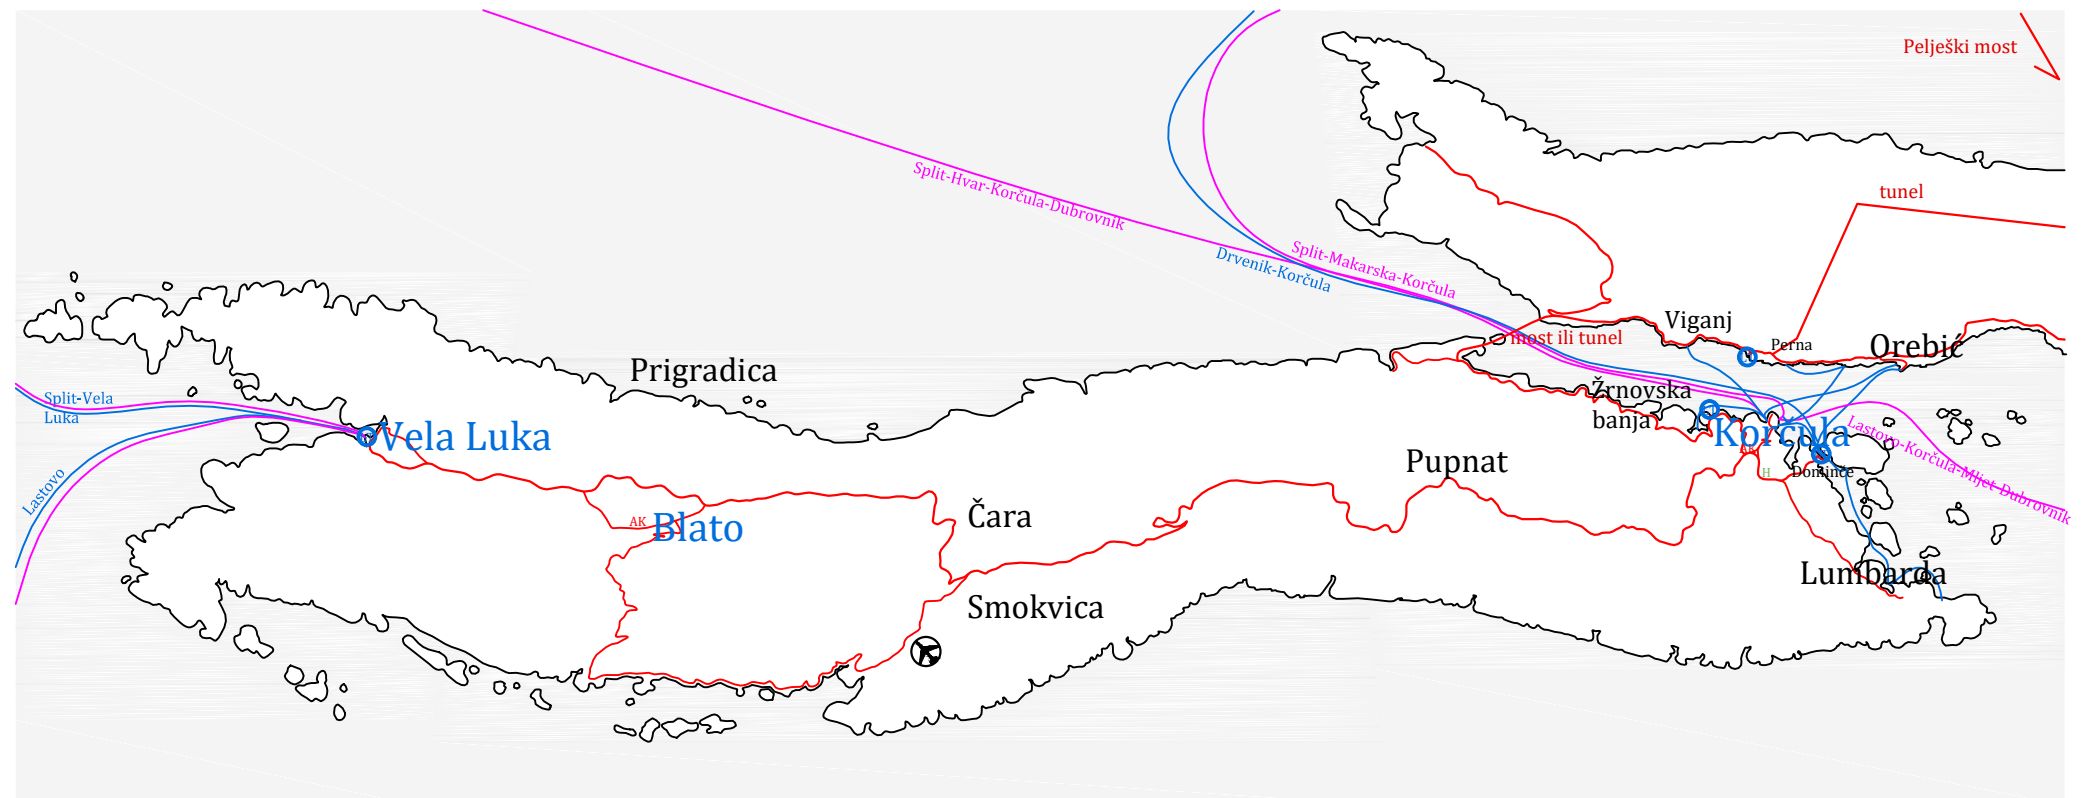 Pelješki most
tunel
Split-Hvar-Korčula-Dubrovnik
Split-Makarska-Korčula
Drvenik-Korčula
Viganj
most ili tunel
Perna
Orebić
Prigradica
Žrnovska
banja
Split-Vela
Luka
Vela Luka
Korčula
Lastovo-Korčula-Mljet-Dubrovnik
AK
Pupnat
H
Dominče
Lastovo
AK
Blato
Čara
Lumbarda
Smokvica